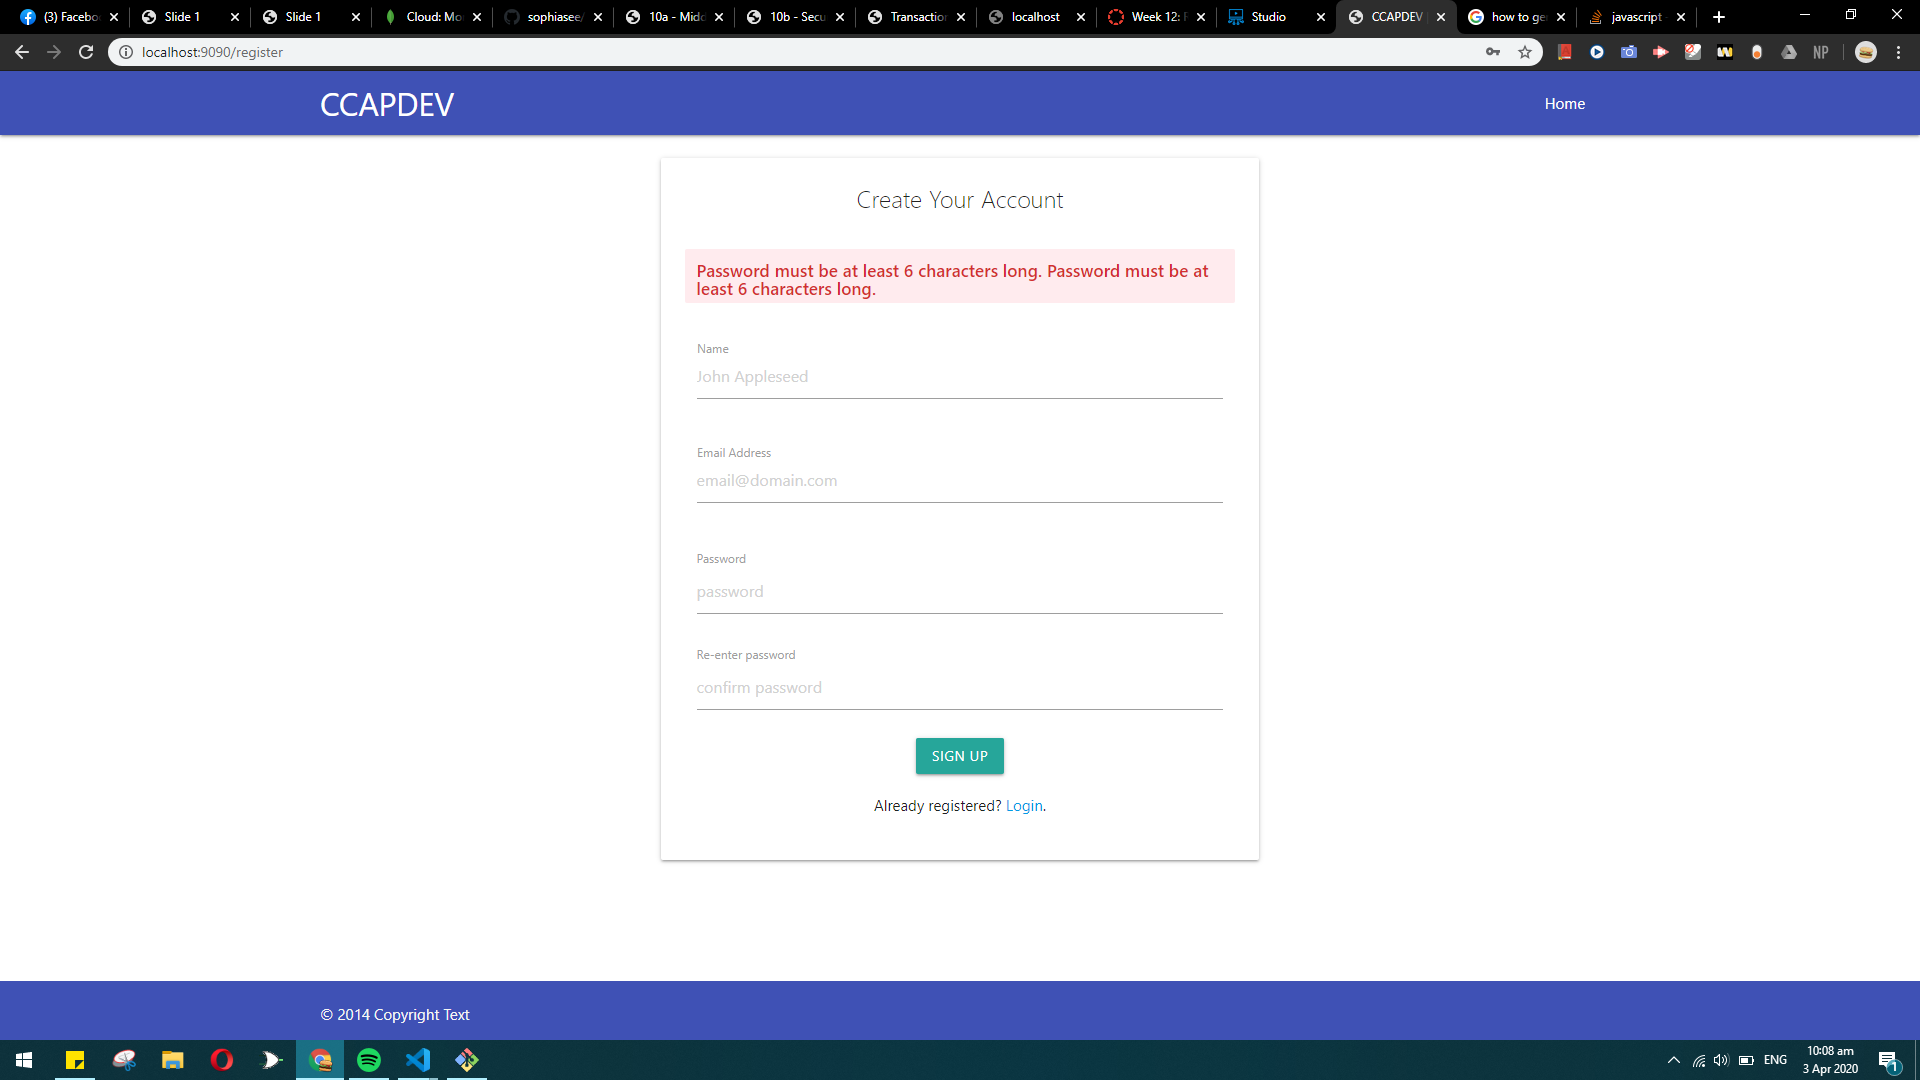 (3) Facebo
Slide 1
Slide 1
Cloud: Mo
sophiasee/
10a - Midd
10b - Secu
Transaction
localhost
Week 12: F
Studio
CCAPDEV
how to ge
javascript
localhost:9090/register
NP
CCAPDEV
Home
Create Your Account
Password must be at least 6 characters long. Password must be at
least 6 characters long.
Name
John Appleseed
Email Address
email@domain.com
Password
password
Re-enter password
confirm password
SIGN UP
Already registered? Login.
© 2014 Copyright Text
ENG
10:08 am
3 Apr 2020
1